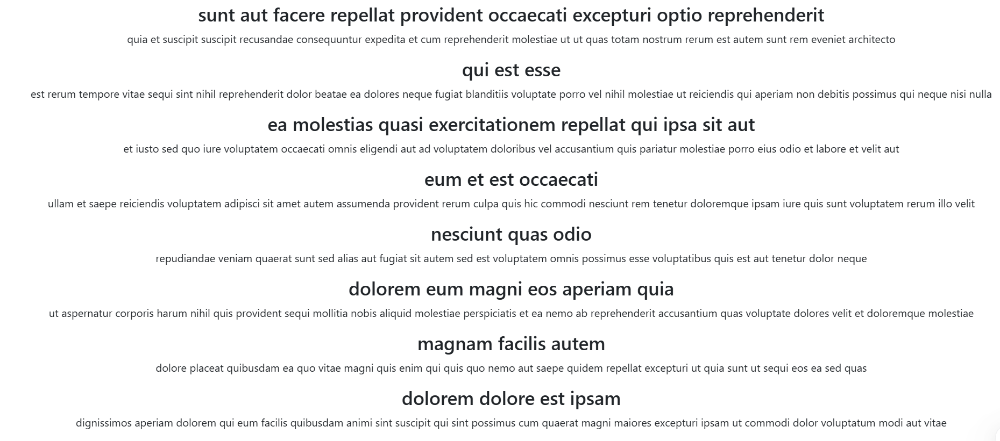 sunt aut facere repellat provident occaecati excepturi optio reprehenderit
quia et suscipit suscipit recusandae consequuntur expedita et cum reprehenderit molestiae ut ut quas totam nostrum rerum est autem sunt rem eveniet architecto
qui est esse
est rerum tempore vitae sequi sint nihil reprehenderit dolor beatae ea dolores neque fugiat blanditiis voluptate porro vel nihil molestiae ut reiciendis qui aperiam non debitis possimus qui neque nisi nulla
ea molestias quasi exercitationem repellat qui ipsa sit aut
et iusto sed quo iure voluptatem occaecati omnis eligendi aut ad voluptatem doloribus vel accusantium quis pariatur molestiae porro eius odio et labore et velit aut
eum et est occaecati
ullam et saepe reiciendis voluptatem adipisci sit amet autem assumenda provident rerum culpa quis hic commodi nesciunt rem tenetur doloremque ipsam iure quis sunt voluptatem rerum illo velit
nesciunt quas odio
repudiandae veniam quaerat sunt sed alias aut fugiat sit autem sed est voluptatem omnis possimus esse voluptatibus quis est aut tenetur dolor neque
dolorem eum magni eos aperiam quia
ut aspernatur corporis harum nihil quis provident sequi mollitia nobis aliquid molestiae perspiciatis et ea nemo ab reprehenderit accusantium quas voluptate dolores velit et doloremque molestiae
magnam facilis autem
dolore placeat quibusdam ea quo vitae magni quis enim qui quis quo nemo aut saepe quidem repellat excepturi ut quia sunt ut sequi eos ea sed quas
dolorem dolore est ipsam
dignissimos aperiam dolorem qui eum facilis quibusdam animi sint suscipit qui sint possimus cum quaerat magni maiores excepturi ipsam ut commodi dolor voluptatum modi aut vitae